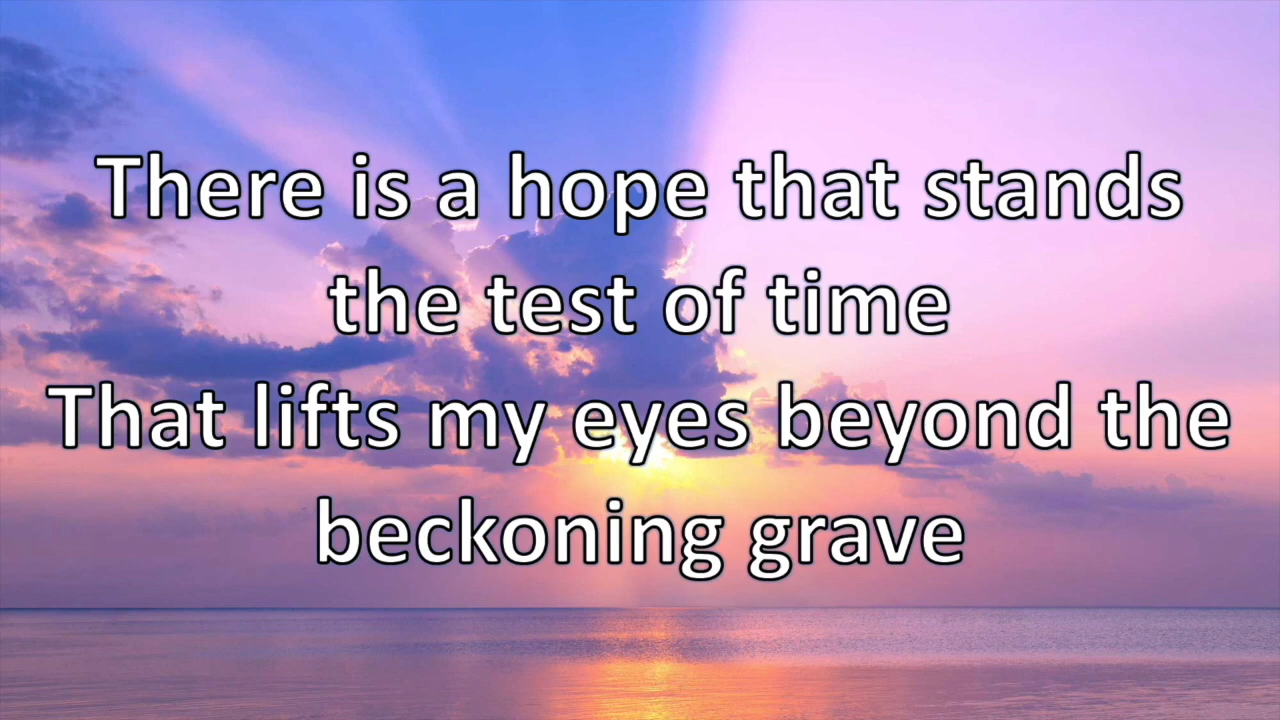 There is a hope that stands
the test of time
That lifts my eyes beyond the
beckoning grave